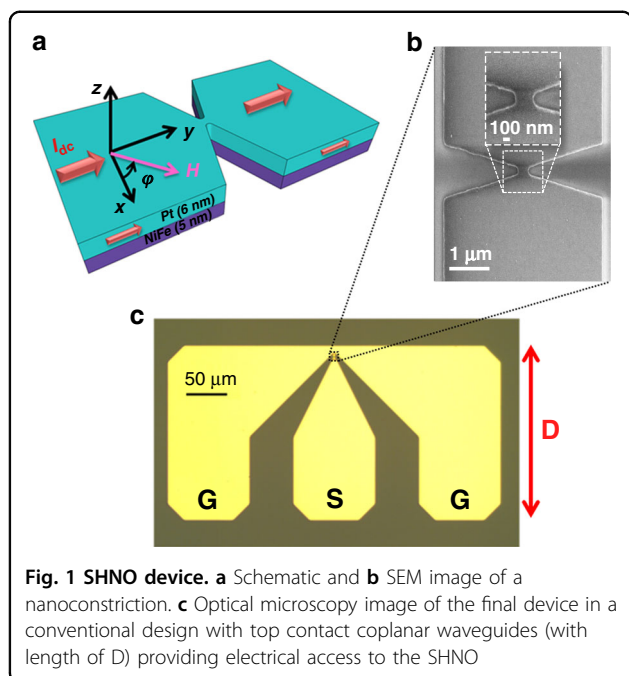 a
z
y
I_dc
H
φ
x
Pt (6 nm)
NiFe (5 nm)
b
100 nm
1 μm
c
50 μm
D
G S G
Fig. 1 SHNO device. a Schematic and b SEM image of a
nanoconstriction. c Optical microscopy image of the final device in a
conventional design with top contact coplanar waveguides (with
length of D) providing electrical access to the SHNO